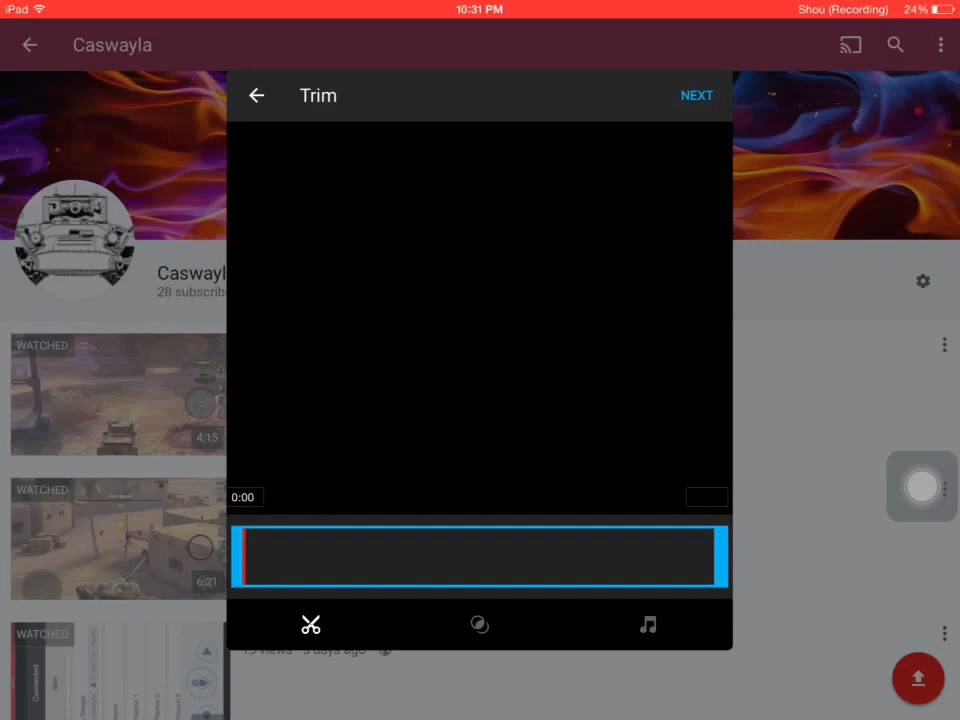 iPad 10:31 PM Shou (Recording) 24%
Caswayla
Trim NEXT
Caswayl
28 subscrib
WATCHED
4:15
WATCHED
0:00
6:21
WATCHED
Connected